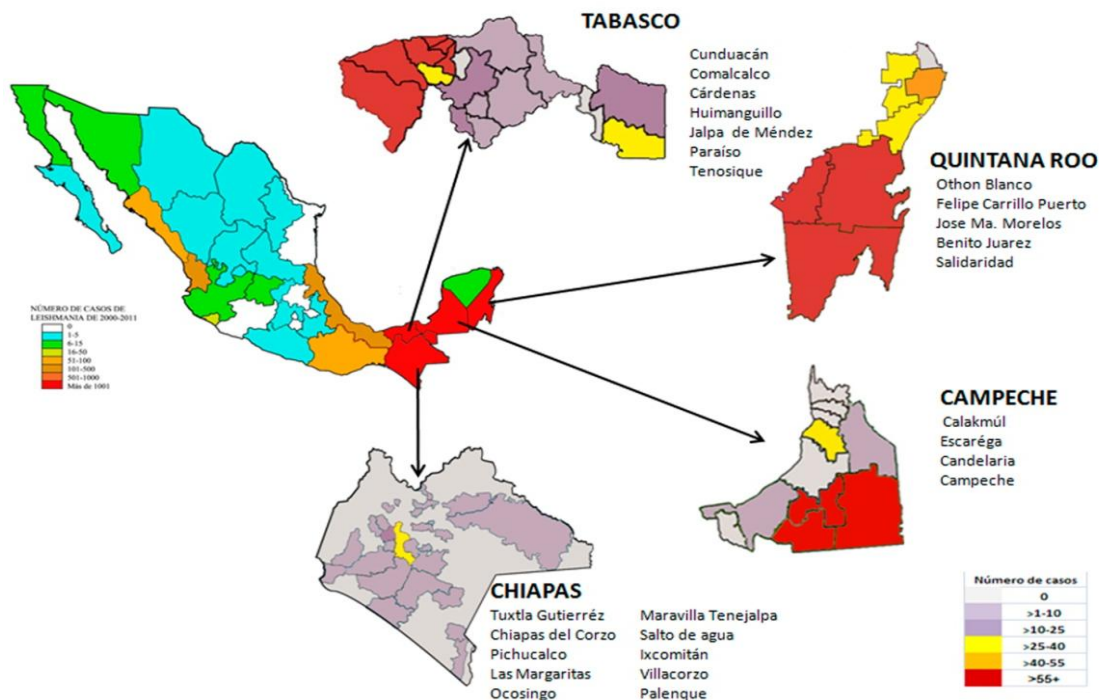 TABASCO
Cunduacán
Comalcalco
Cárdenas
Huimanguillo
Jalpa de Méndez
Paraíso
Tenosique
QUINTANA ROO
Othon Blanco
Felipe Carrillo Puerto
Jose Ma. Morelos
Benito Juarez
Salidaridad
NÚMERO DE CASOS DE
LEISHMANIA DE 2000-2011
0
1-5
6-15
16-50
51-100
101-500
501-1000
Más de 1001
CAMPECHE
Calakmúl
Escaréga
Candelaria
Campeche
CHIAPAS
Tuxtla Gutierréz
Chiapas del Corzo
Pichucalco
Las Margaritas
Ocosingo
Maravilla Tenejalpa
Salto de agua
Ixcomitán
Villacorzo
Palenque
Número de casos
0
>1-10
>10-25
>25-40
>40-55
>55+